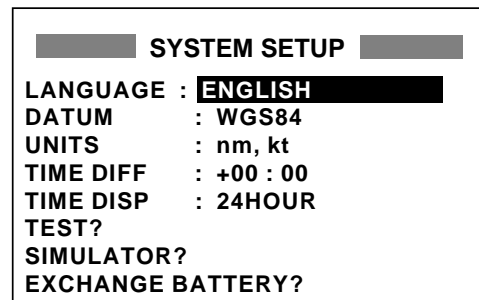 SYSTEM SETUP
LANGUAGE : ENGLISH
DATUM : WGS84
UNITS : nm, kt
TIME DIFF : +00 : 00
TIME DISP : 24HOUR
TEST?
SIMULATOR?
EXCHANGE BATTERY?